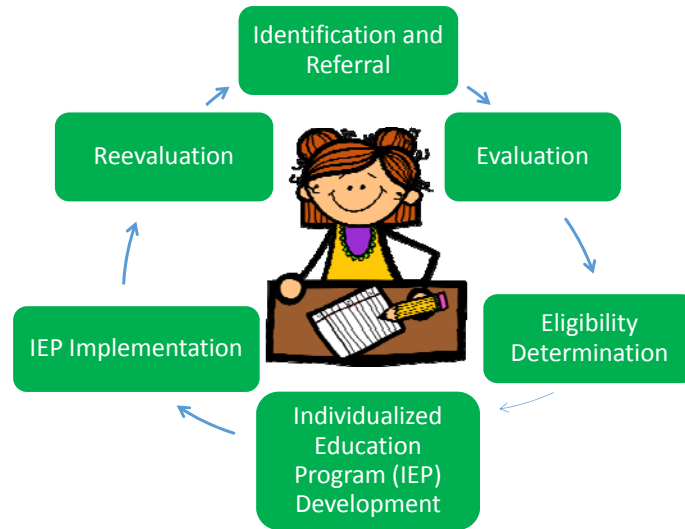 Identification and
Referral
Evaluation
Eligibility
Determination
Individualized
Education
Program (IEP)
Development
IEP Implementation
Reevaluation